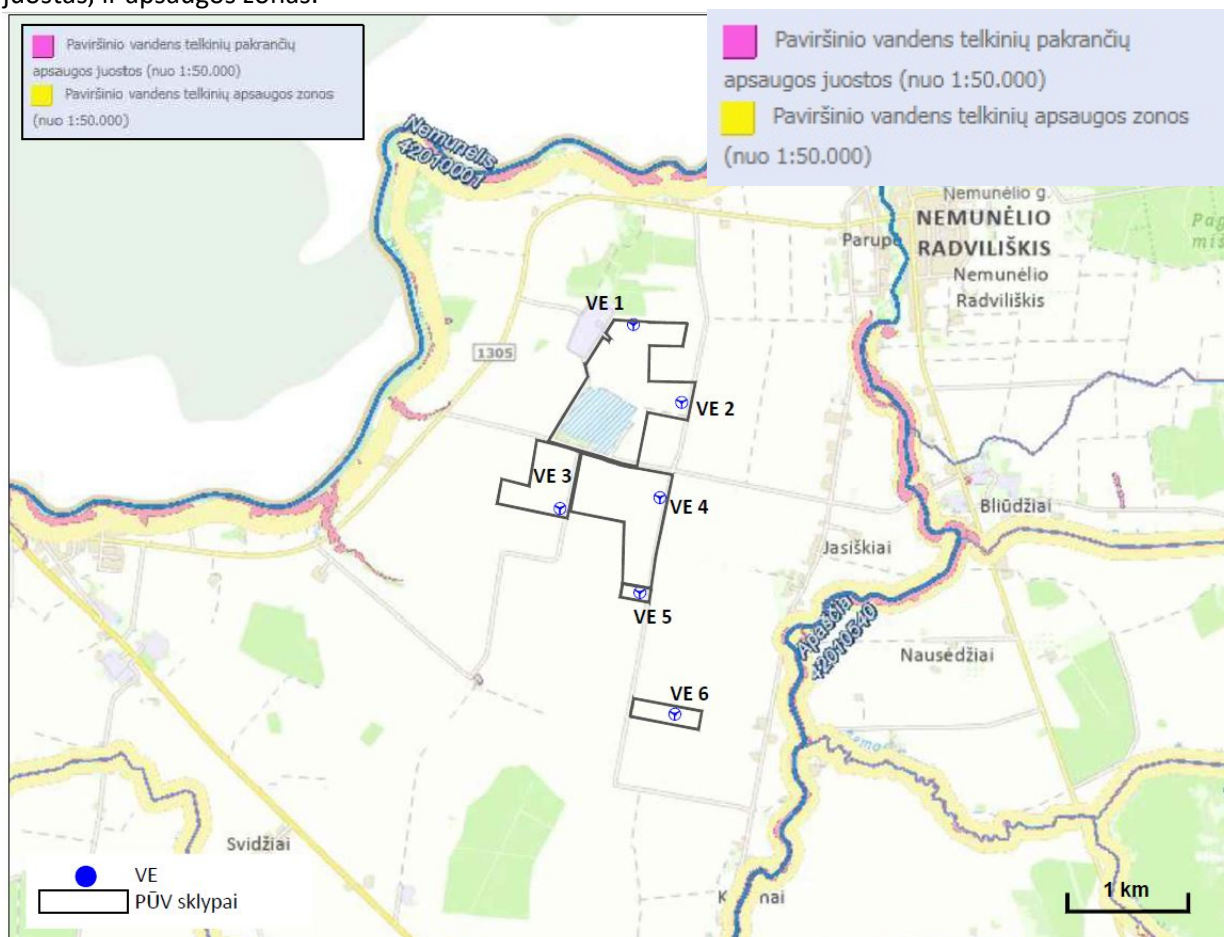 juostas, ir apsaugos zonas.
Paviršinio vandens telkinių pakrančių
apsaugos juostos (nuo 1:50.000)
Paviršinio vandens telkinių apsaugos zonos
(nuo 1:50.000)
Paviršinio vandens telkinių pakrančių
apsaugos juostos (nuo 1:50.000)
Paviršinio vandens telkinių apsaugos zonos
(nuo 1:50.000)
Nemunėlis
42010001
Nemunėlio g.
NEMUNĖLIO
RADVILIŠKIS
Parupė
Nemunėlio
Radviliškis
VE 1
1305
VE 2
VE 3
VE 4
Bliūdžiai
Jasiškiai
VE 5
Apaščia
42010540
Nausėdžiai
VE 6
Svidžiai
VE
PŪV sklypai
1 km